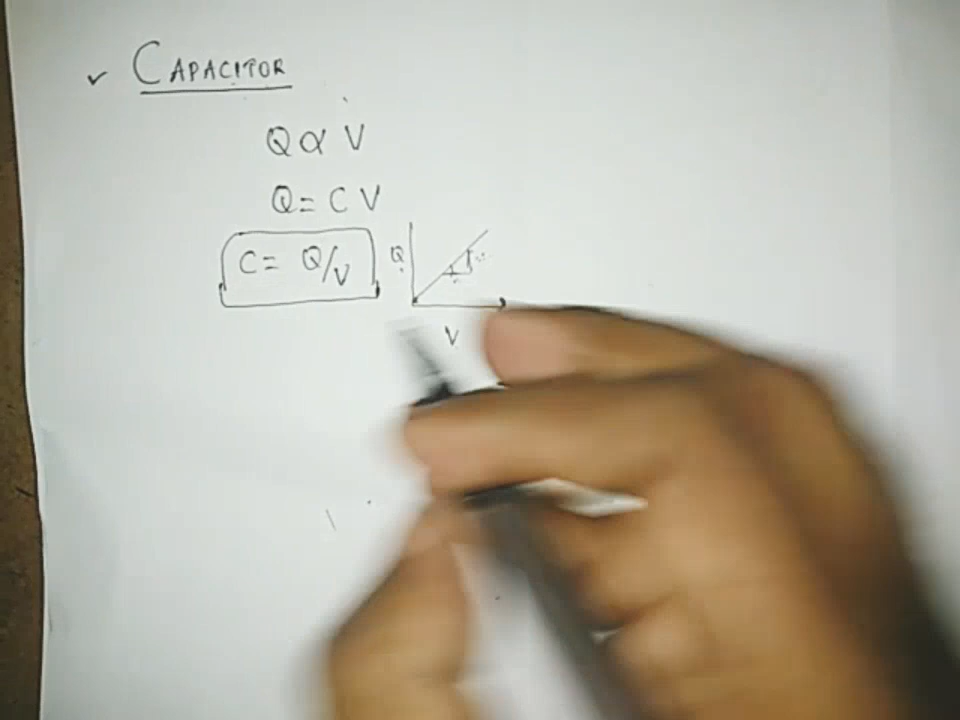 ✓ CAPACITOR
Q ∝ V
Q = C V
C = Q/V
Q
V